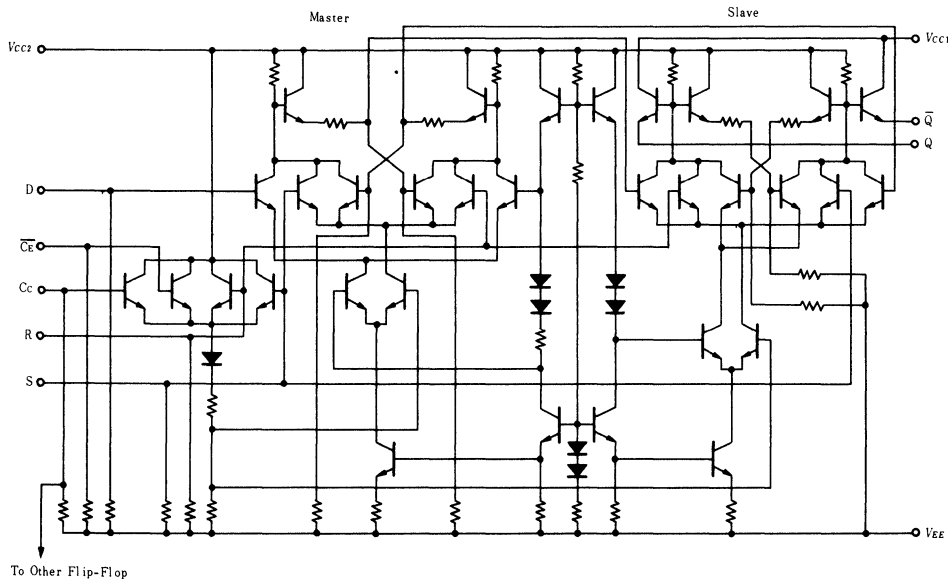 Master
Slave
VCC2
VCC1
Q̅
Q
D
C̅E̅
CC
R
S
VEE
To Other Flip-Flop